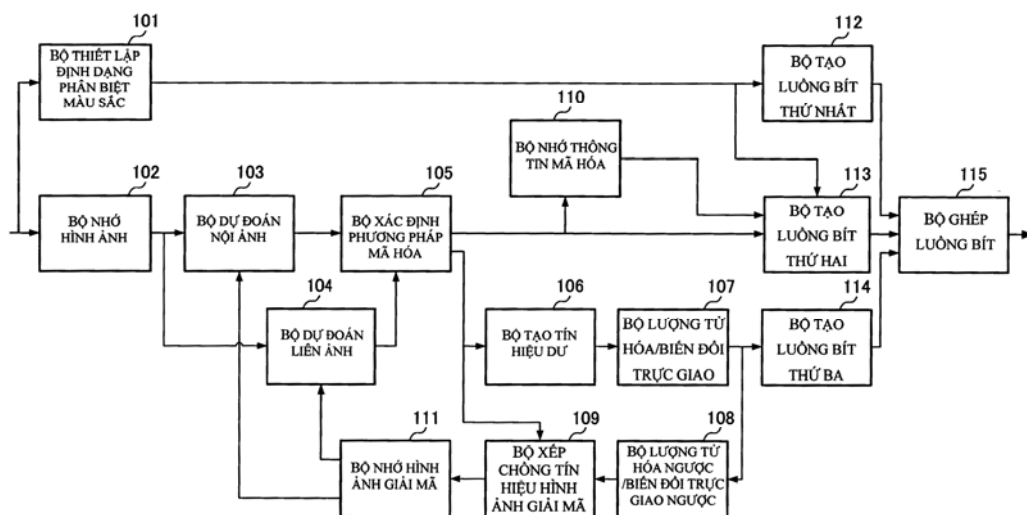 101
BỘ THIẾT LẬP
ĐỊNH DẠNG
PHÂN BIỆT
MÀU SẮC
112
BỘ TẠO
LUỒNG BÍT
THỨ NHẤT
110
BỘ NHỚ THÔNG
TIN MÃ HÓA
102
BỘ NHỚ
HÌNH ẢNH
103
BỘ DỰ ĐOÁN
NỘI ẢNH
105
BỘ XÁC ĐỊNH
PHƯƠNG PHÁP
MÃ HÓA
113
BỘ TẠO
LUỒNG BÍT
THỨ HAI
115
BỘ GHÉP
LUỒNG BÍT
104
BỘ DỰ ĐOÁN
LIÊN ẢNH
106
BỘ TẠO TÍN
HIỆU DƯ
107
BỘ LƯỢNG TỬ
HÓA/BIẾN ĐỔI
TRỰC GIAO
114
BỘ TẠO
LUỒNG BÍT
THỨ BA
111
BỘ NHỚ HÌNH
ẢNH GIẢI MÃ
109
BỘ XẾP
CHỒNG TÍN
HIỆU HÌNH
ẢNH GIẢI MÃ
108
BỘ LƯỢNG TỬ
HÓA NGƯỢC
/BIẾN ĐỔI TRỰC
GIAO NGƯỢC